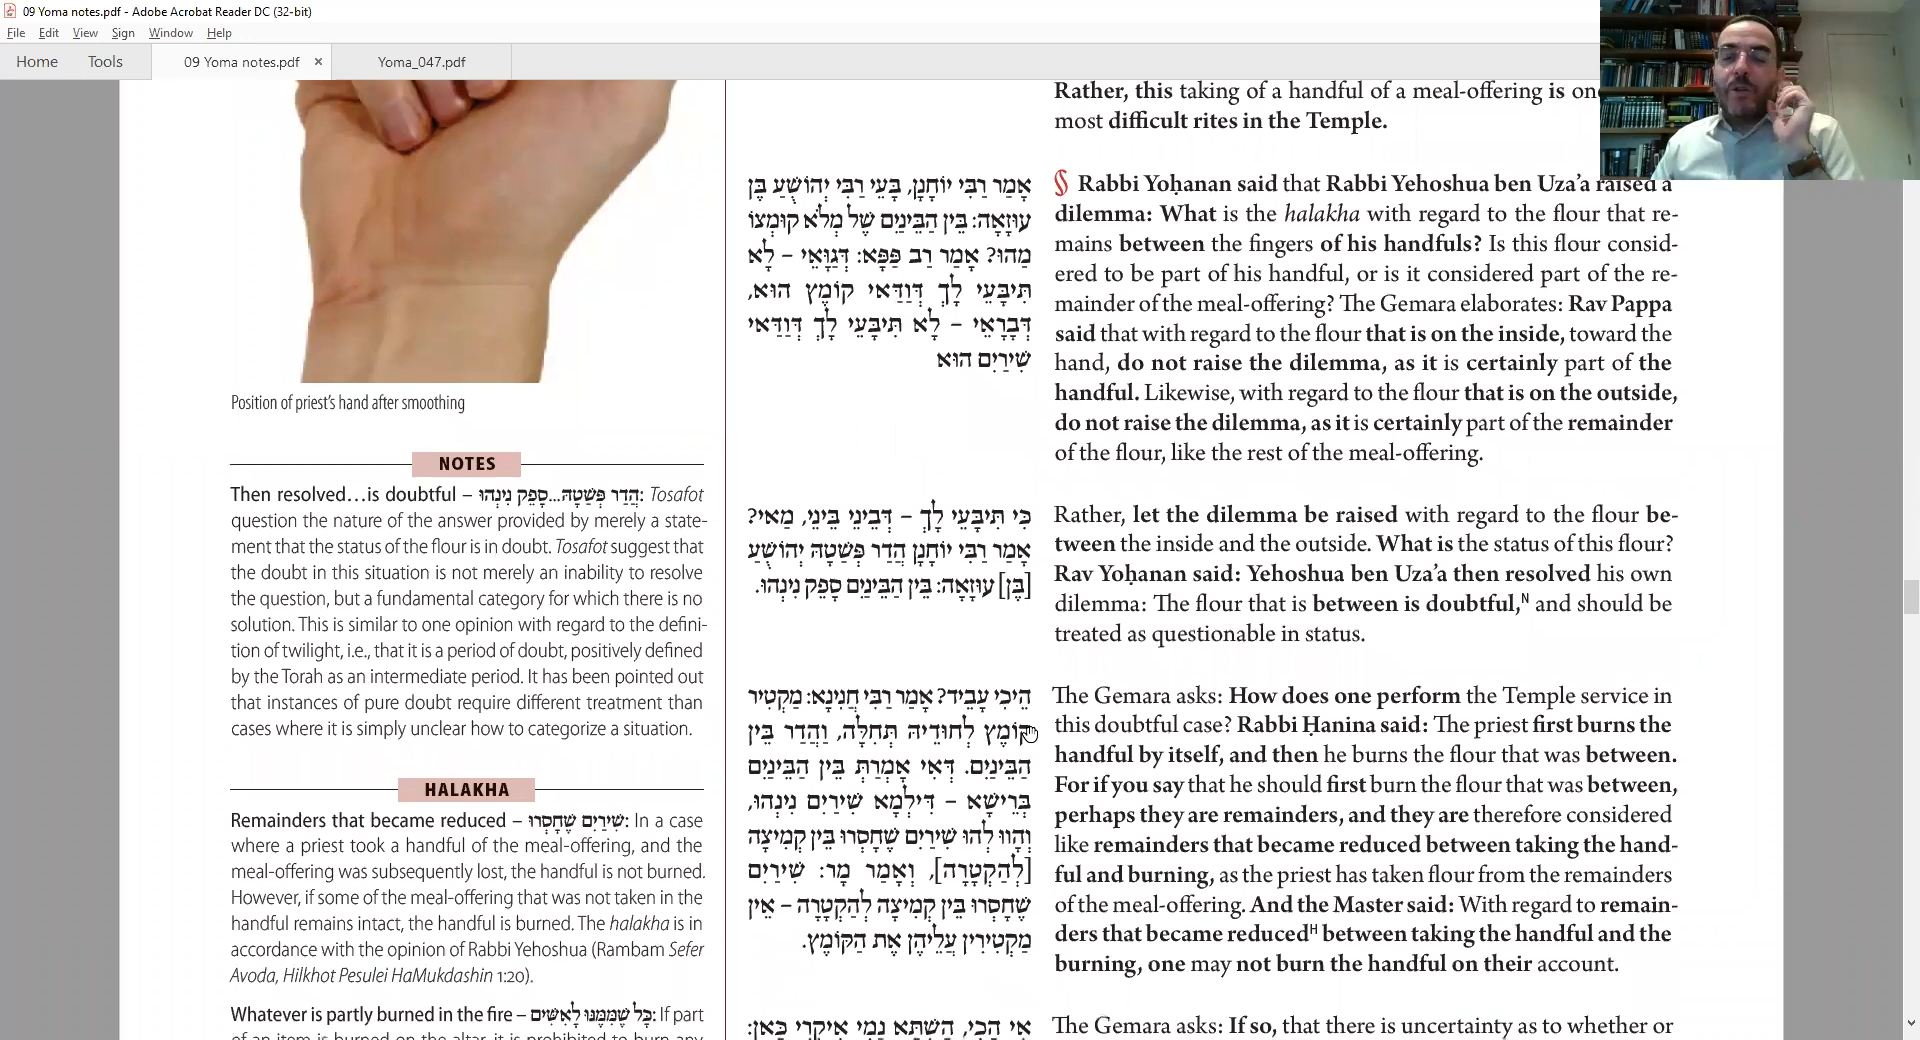 09 Yoma notes.pdf - Adobe Acrobat Reader DC (32-bit)
File Edit View Sign Window Help
Home Tools 09 Yoma notes.pdf × Yoma_047.pdf
Position of priest's hand after smoothing
NOTES
Then resolved…is doubtful – הֲדַר פְּשָׁטָהּ...סָפֵק נִינְהוּ: Tosafot
question the nature of the answer provided by merely a state-
ment that the status of the flour is in doubt. Tosafot suggest that
the doubt in this situation is not merely an inability to resolve
the question, but a fundamental category for which there is no
solution. This is similar to one opinion with regard to the defini-
tion of twilight, i.e., that it is a period of doubt, positively defined
by the Torah as an intermediate period. It has been pointed out
that instances of pure doubt require different treatment than
cases where it is simply unclear how to categorize a situation.
HALAKHA
Remainders that became reduced – שִׁירַיִם שֶׁחָסְרוּ: In a case
where a priest took a handful of the meal-offering, and the
meal-offering was subsequently lost, the handful is not burned.
However, if some of the meal-offering that was not taken in the
handful remains intact, the handful is burned. The halakha is in
accordance with the opinion of Rabbi Yehoshua (Rambam Sefer
Avoda, Hilkhot Pesulei HaMukdashin 1:20).
Whatever is partly burned in the fire – כׇּל שֶׁמִּמֶּנּוּ לָאִישִּׁים: If part
of an item is burned on the altar, it is prohibited to burn any
אָמַר רַבִּי יוֹחָנָן, בָּעֵי רַבִּי יְהוֹשֻׁעַ בֶּן
עוּזָּאָה: בֵּין הַבֵּינַיִם שֶׁל מְלֹא קוּמְצוֹ
מַהוּ? אָמַר רַב פַּפָּא: דְּגַוַּאי – לָא
תִּיבָּעֵי לָךְ דְּוַדַּאי קוֹמֶץ הוּא,
דְּבָרָאֵי – לָא תִּיבָּעֵי לָךְ דְּוַדַּאי
שִׁירַיִם הוּא
כִּי תִּיבָּעֵי לָךְ – דְּבֵינֵי בֵּינֵי, מַאי?
אָמַר רַבִּי יוֹחָנָן הֲדַר פְּשָׁטָהּ יְהוֹשֻׁעַ
[בֶּן] עוּזָּאָה: בֵּין הַבֵּינַיִם סָפֵק נִינְהוּ.
הֵיכִי עָבֵיד? אָמַר רַבִּי חֲנִינָא: מַקְטִיר
קוֹמֶץ לְחוּדֵיהּ תְּחִלָּה, וַהֲדַר בֵּין
הַבֵּינַיִם. דְּאִי אָמְרַתְּ בֵּין הַבֵּינַיִם
בְּרֵישָׁא – דִּילְמָא שִׁירַיִם נִינְהוּ,
וְהָווּ לְהוּ שִׁירַיִם שֶׁחָסְרוּ בֵּין קְמִיצָה
[לְהַקְטָרָה], וְאָמַר מָר: שִׁירַיִם
שֶׁחָסְרוּ בֵּין קְמִיצָה לְהַקְטָרָה – אֵין
מַקְטִירִין עֲלֵיהֶן אֶת הַקּוֹמֶץ.
אִי הָכִי, הַשְׁתָּא נַמֵי אִיקְּרִי כָּאן:
Rather, this taking of a handful of a meal-offering is
most difficult rites in the Temple.
§ Rabbi Yoḥanan said that Rabbi Yehoshua ben Uza'a raised a
dilemma: What is the halakha with regard to the flour that re-
mains between the fingers of his handfuls? Is this flour consid-
ered to be part of his handful, or is it considered part of the re-
mainder of the meal-offering? The Gemara elaborates: Rav Pappa
said that with regard to the flour that is on the inside, toward the
hand, do not raise the dilemma, as it is certainly part of the
handful. Likewise, with regard to the flour that is on the outside,
do not raise the dilemma, as it is certainly part of the remainder
of the flour, like the rest of the meal-offering.
Rather, let the dilemma be raised with regard to the flour be-
tween the inside and the outside. What is the status of this flour?
Rav Yoḥanan said: Yehoshua ben Uza'a then resolved his own
dilemma: The flour that is between is doubtful,ᴺ and should be
treated as questionable in status.
The Gemara asks: How does one perform the Temple service in
this doubtful case? Rabbi Ḥanina said: The priest first burns the
handful by itself, and then he burns the flour that was between.
For if you say that he should first burn the flour that was between,
perhaps they are remainders, and they are therefore considered
like remainders that became reduced between taking the hand-
ful and burning, as the priest has taken flour from the remainders
of the meal-offering. And the Master said: With regard to remain-
ders that became reducedᴴ between taking the handful and the
burning, one may not burn the handful on their account.
The Gemara asks: If so, that there is uncertainty as to whether or